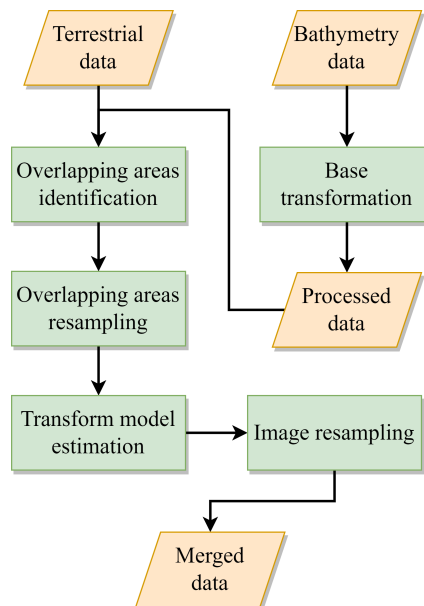 Terrestrial
data
Bathymetry
data
Overlapping areas
identification
Base
transformation
Overlapping areas
resampling
Processed
data
Transform model
estimation
Image resampling
Merged
data